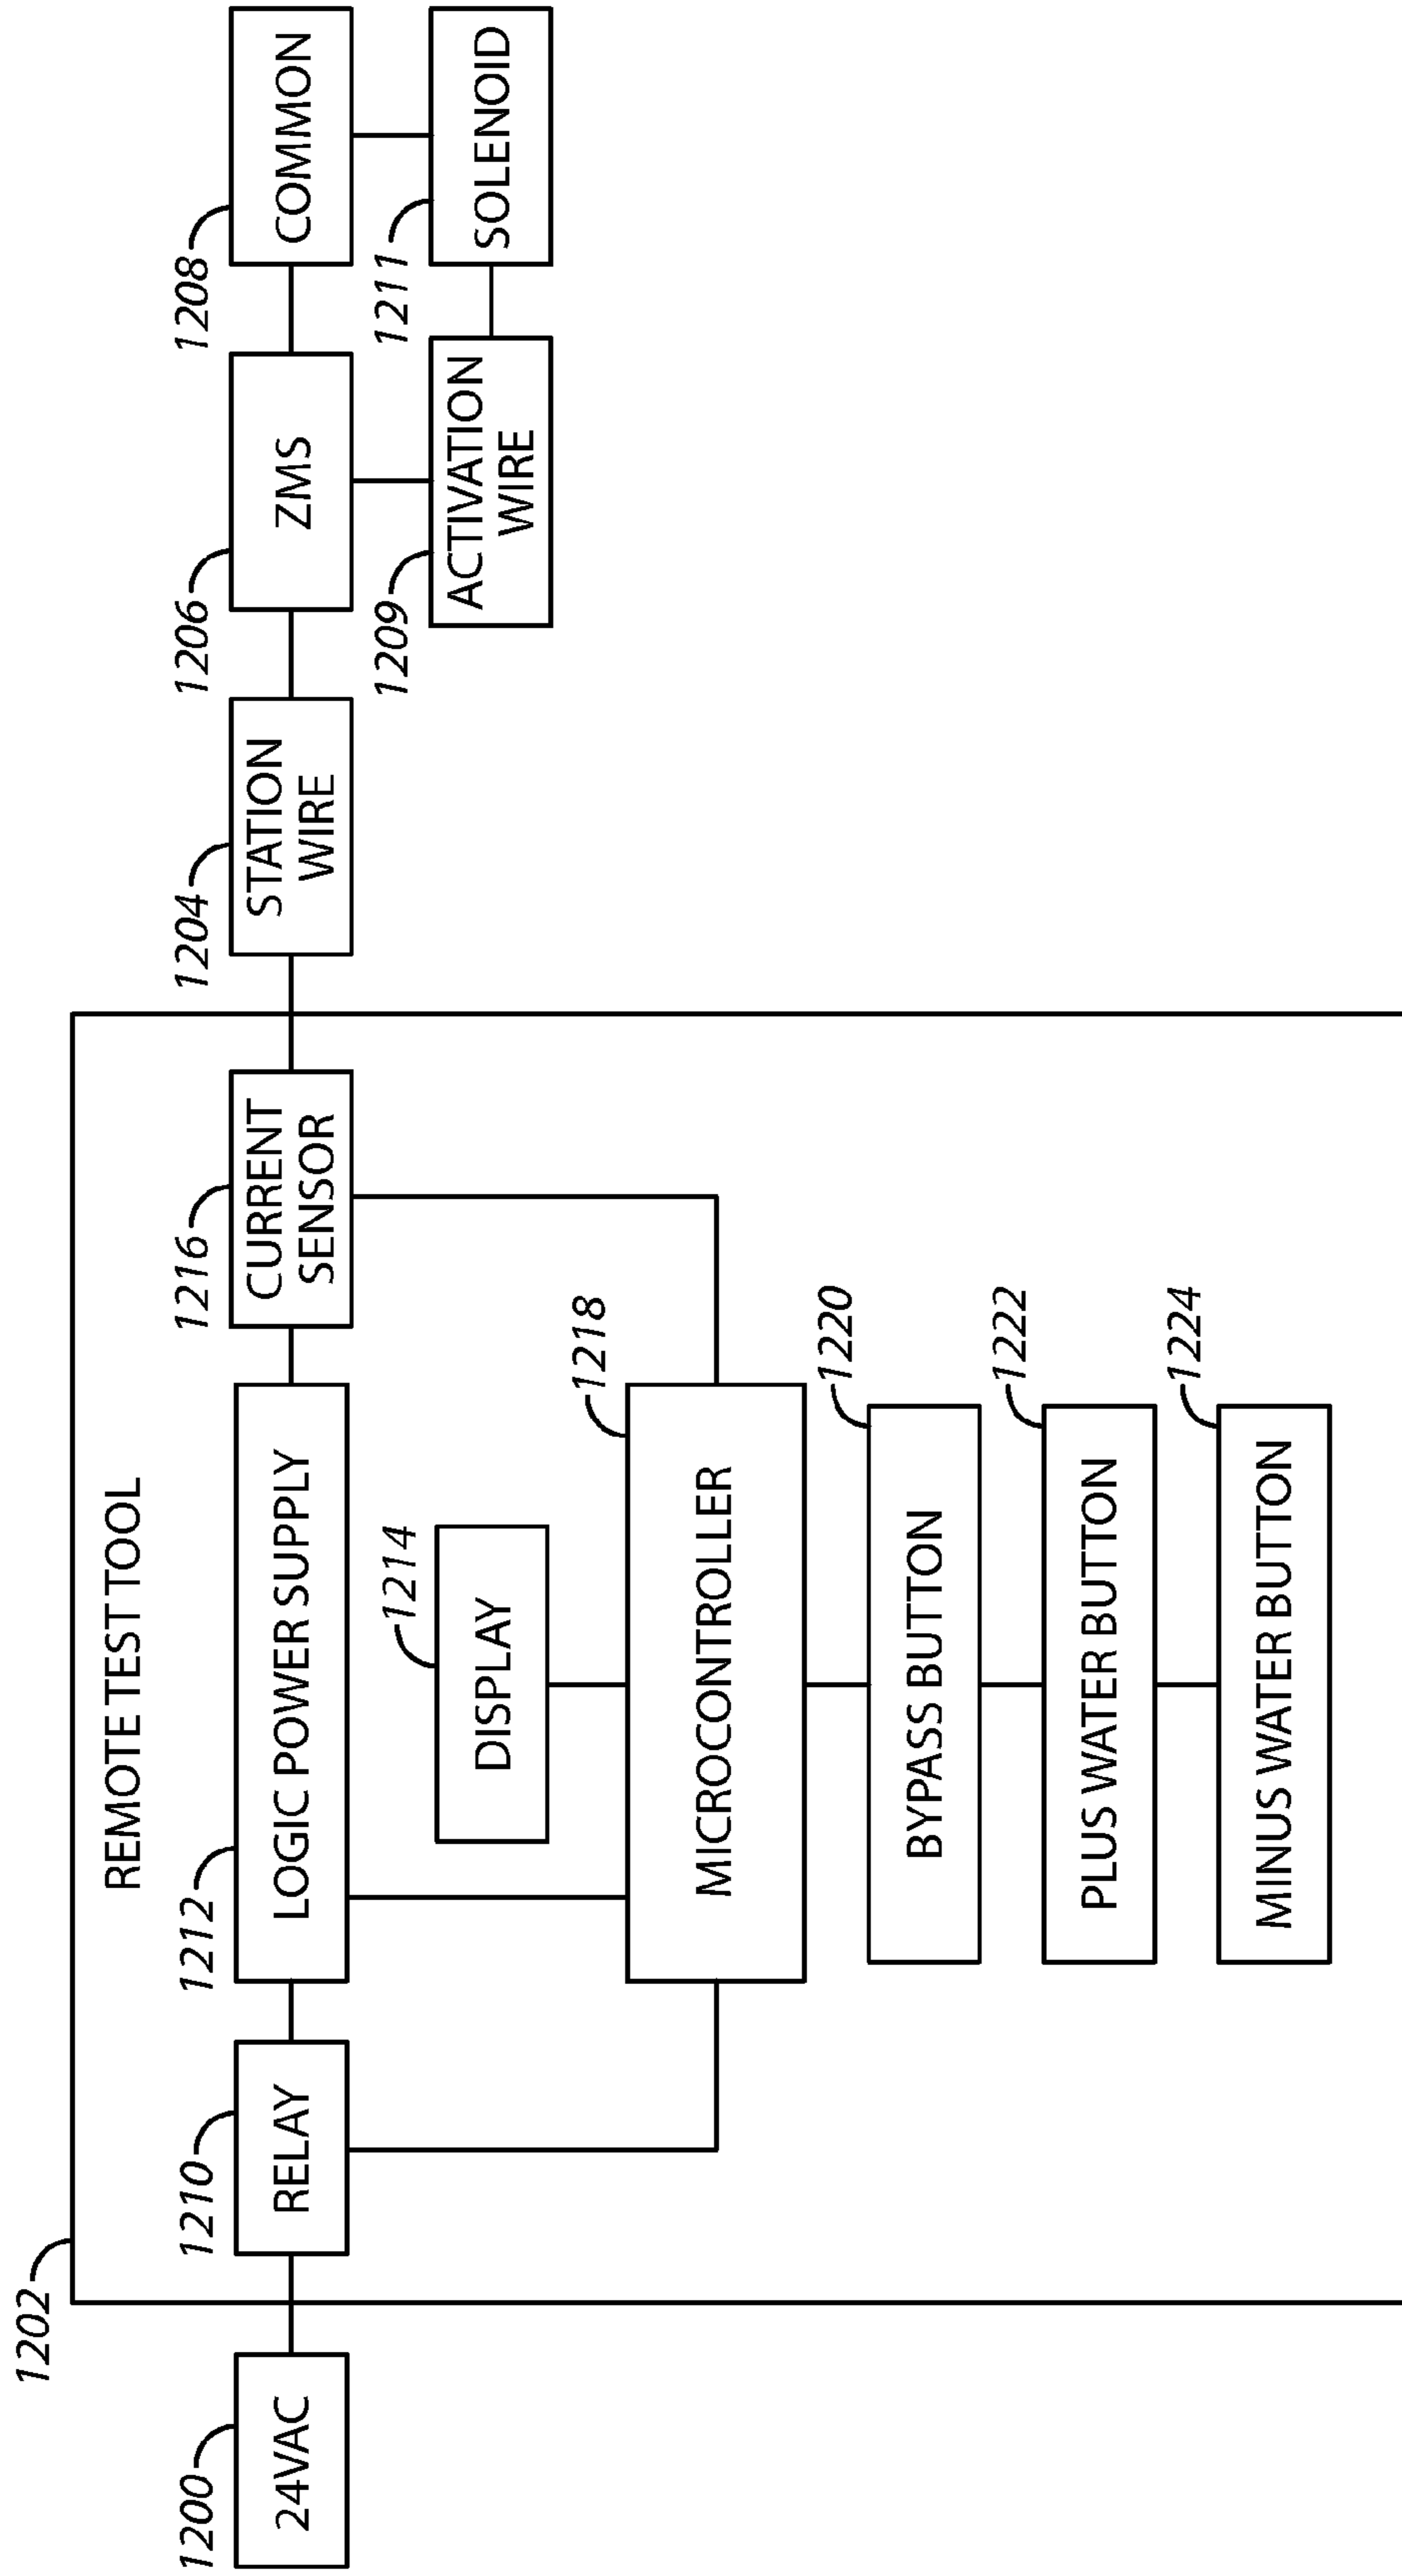 1202
REMOTE TEST TOOL
1200
24VAC
1210
RELAY
1212
LOGIC POWER SUPPLY
1216
CURRENT
SENSOR
1204
STATION
WIRE
1206
ZMS
1208
COMMON
1214
DISPLAY
1209
ACTIVATION
WIRE
1211
SOLENOID
1218
MICROCONTROLLER
1220
BYPASS BUTTON
1222
PLUS WATER BUTTON
1224
MINUS WATER BUTTON